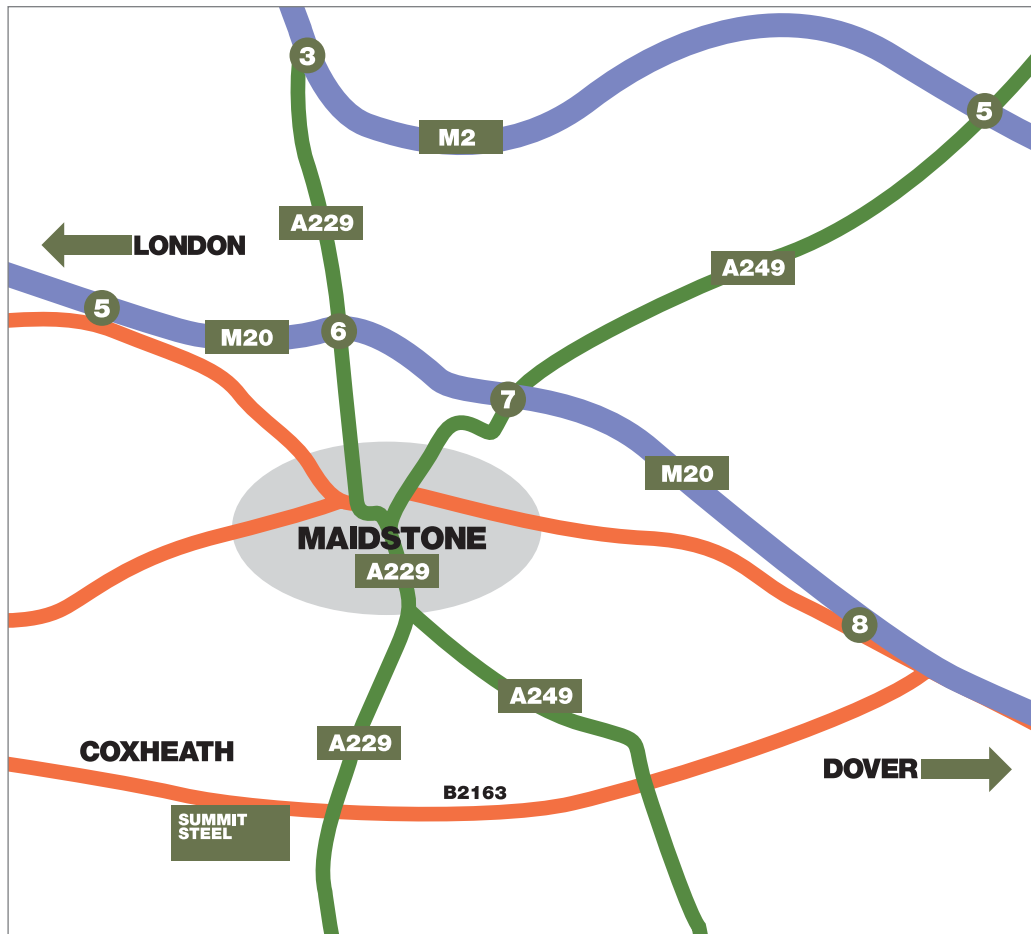 3
M2
5
A229
LONDON
A249
5
M20
6
7
M20
MAIDSTONE
A229
8
A249
A229
COXHEATH
DOVER
B2163
SUMMIT
STEEL